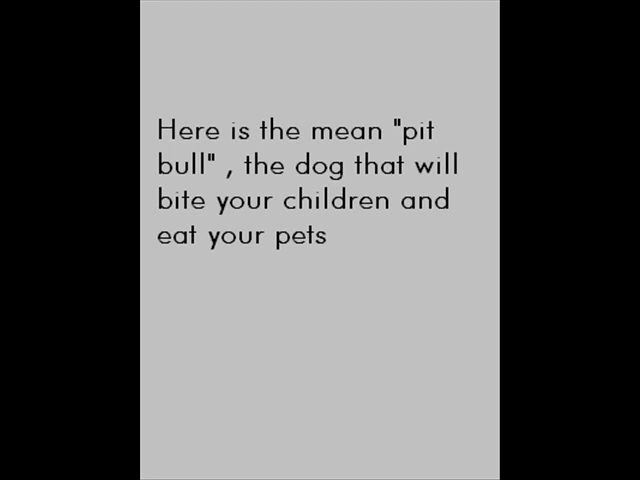 Here is the mean "pit
bull" , the dog that will
bite your children and
eat your pets